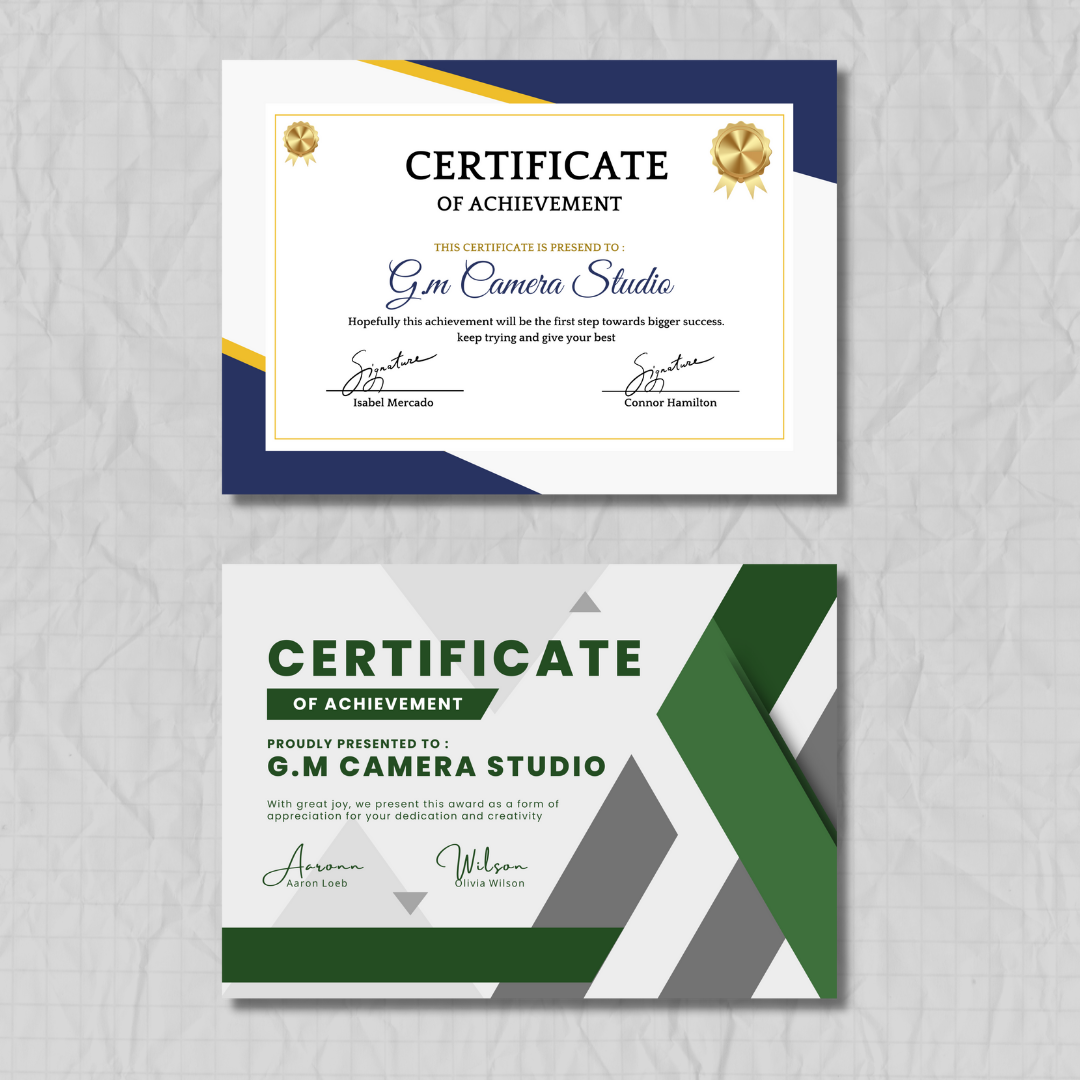 CERTIFICATE
OF ACHIEVEMENT
THIS CERTIFICATE IS PRESEND TO :
G.m Camera Studio
Hopefully this achievement will be the first step towards bigger success.
keep trying and give your best
Signature Signature
Isabel Mercado Connor Hamilton
CERTIFICATE
OF ACHIEVEMENT
PROUDLY PRESENTED TO :
G.M CAMERA STUDIO
With great joy, we present this award as a form of
appreciation for your dedication and creativity
Aaronn Wilson
Aaron Loeb Olivia Wilson